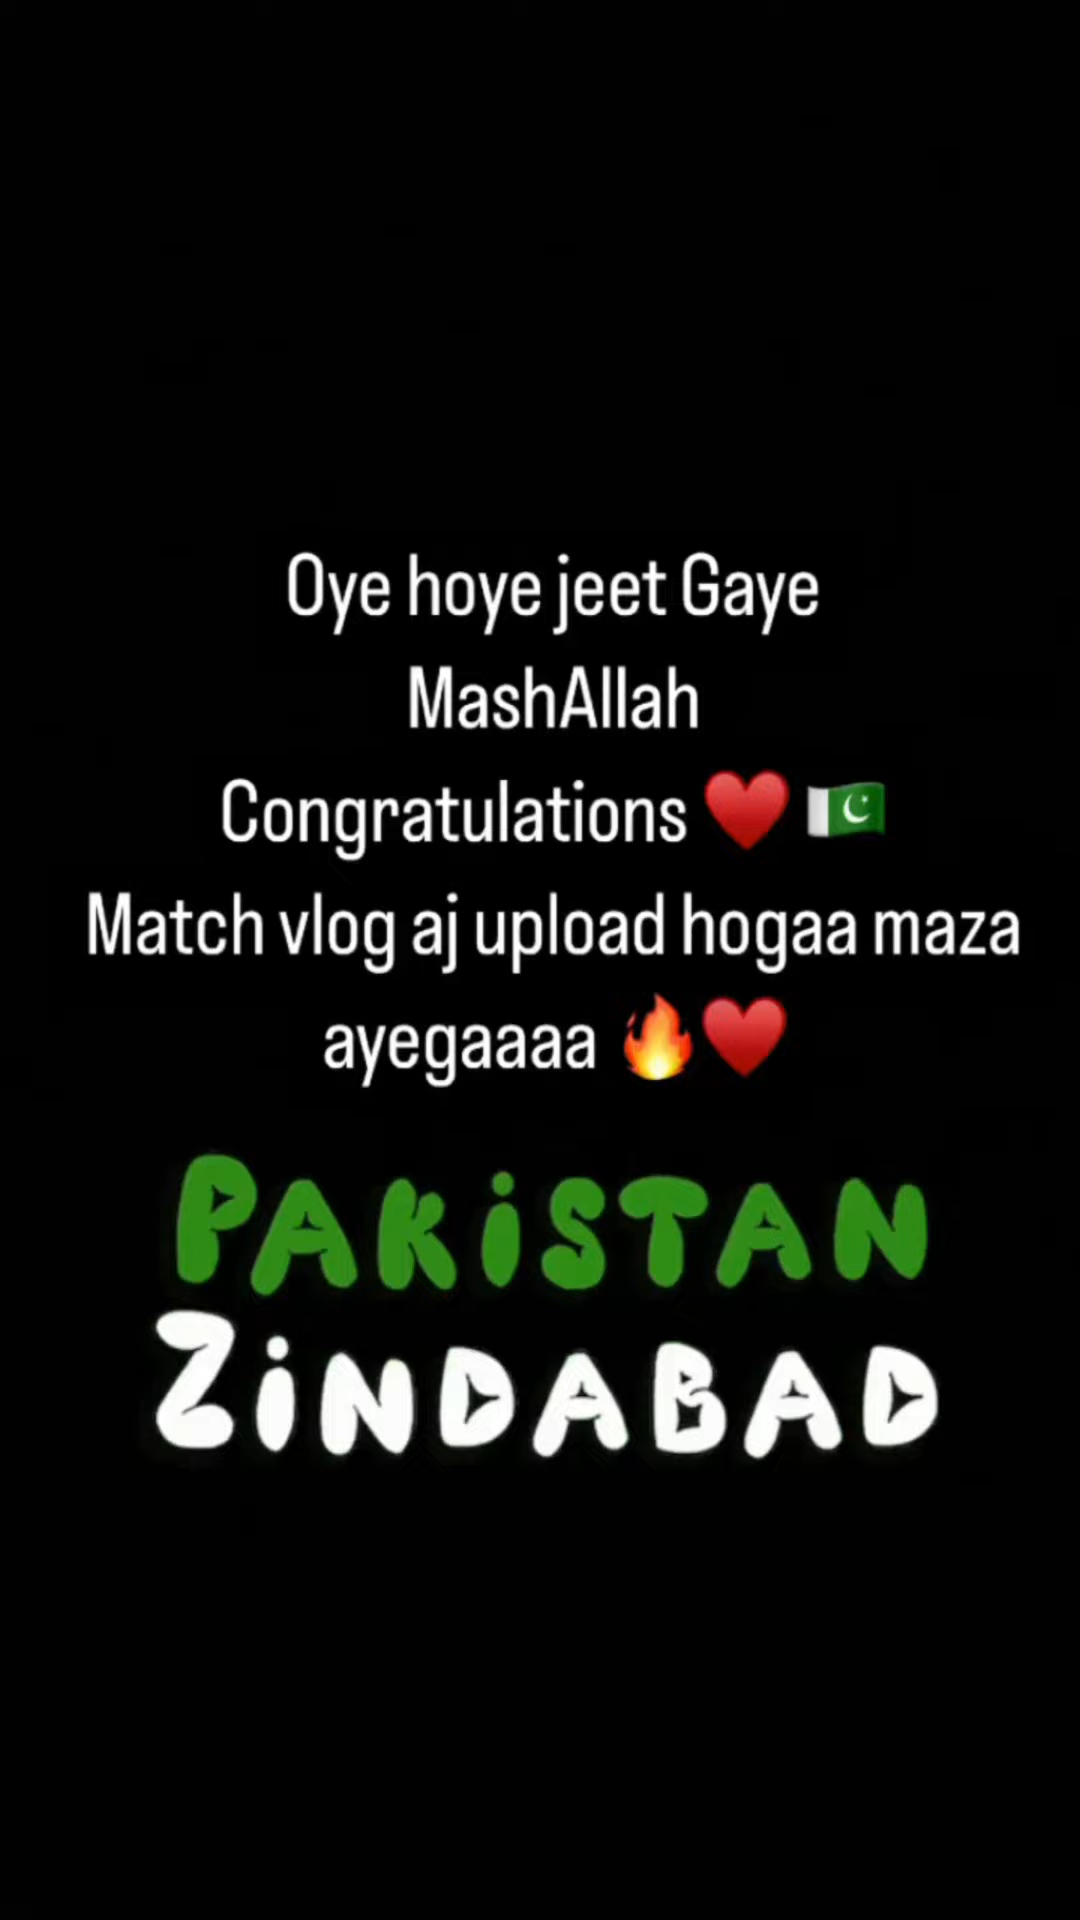 Oye hoye jeet Gaye
MashAllah
Congratulations ♥️ 🇵🇰
Match vlog aj upload hogaa maza
ayegaaaa 🔥♥️
PAKiSTAN
ZiNDABAD